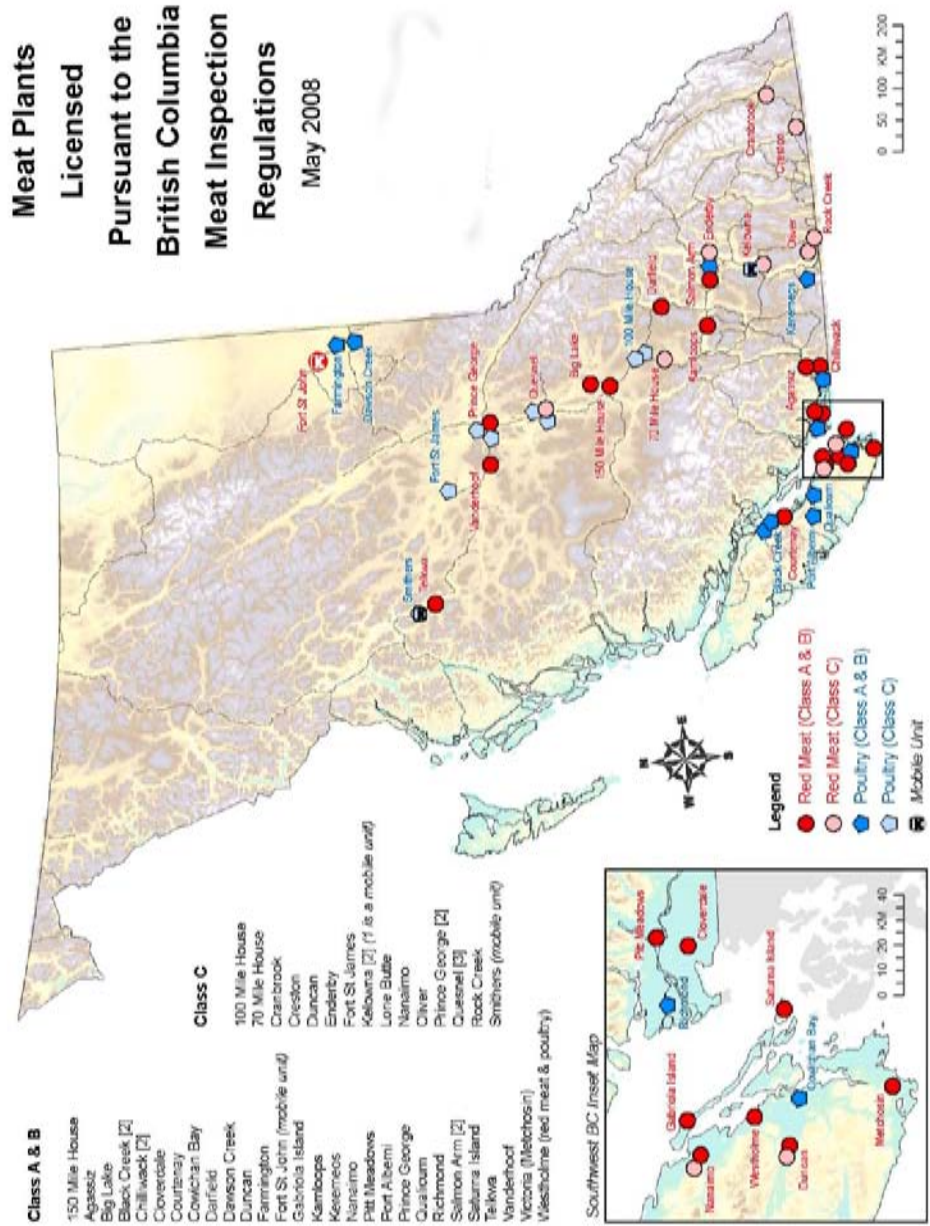 Meat Plants
Licensed
Pursuant to the
British Columbia
Meat Inspection
Regulations
May 2008
Class A & B
150 Mile House
Agassiz
Big Lake
Black Creek [2]
Chilliwack [2]
Cloverdale
Courtenay
Cowichan Bay
Darfield
Dawson Creek
Duncan
Farmington
Fort St John (mobile unit)
Gabriola Island
Kamloops
Keremeos
Nanaimo
Pitt Meadows
Port Alberni
Prince George
Qualicum
Richmond
Salmon Arm [2]
Saturna Island
Telkwa
Vanderhoof
Victoria (Metchosin)
Westholme (red meat & poultry)
Class C
100 Mile House
70 Mile House
Cranbrook
Creston
Duncan
Enderby
Fort St James
Kelowna [2] (1 is a mobile unit)
Lone Buttle
Nanaimo
Oliver
Prince George [2]
Quesnel [3]
Rock Creek
Smithers (mobile unit)
Fort St John
Farmington
Dawson Creek
Fort St James
Prince George
Vanderhoof
Smithers
Telkwa
Quesnel
Big Lake
150 Mile House
100 Mile House
70 Mile House
Darfield
Kamloops
Salmon Arm
Enderby
Kelowna
Oliver
Rock Creek
Keremeos
Cranbrook
Creston
Agassiz
Chilliwack
Black Creek
Courtenay
Port Alberni
Qualicum
0 50 100 KM 200
N
W E
S
Legend
Red Meat (Class A & B)
Red Meat (Class C)
Poultry (Class A & B)
Poultry (Class C)
Mobile Unit
Southwest BC Inset Map
Pitt Meadows
Cloverdale
Richmond
Gabriola Island
Nanaimo
Westholme
Duncan
Saturna Island
Cowichan Bay
Metchosin
0 10 20 KM 40